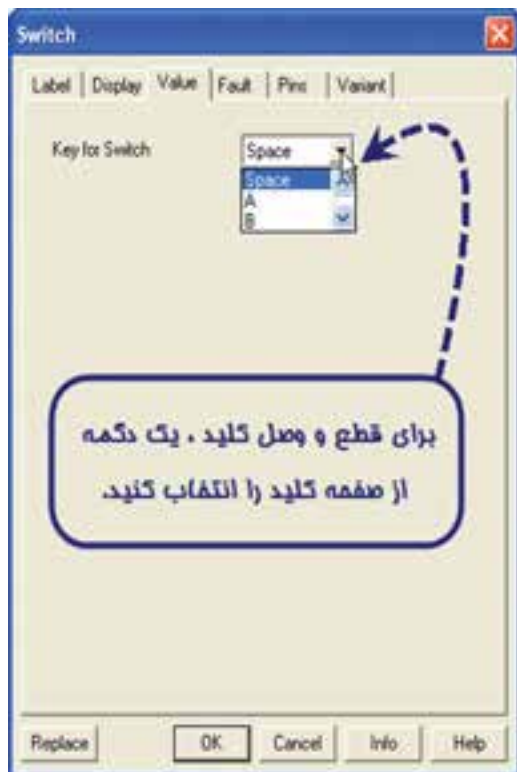 Switch
Label Display Value Fault Pins Variant
Key for Switch Space
Space
A
B
برای قطع و وصل کلید ، یک دکمه
از صفحه کلید را انتخاب کنید.
Replace OK Cancel Info Help